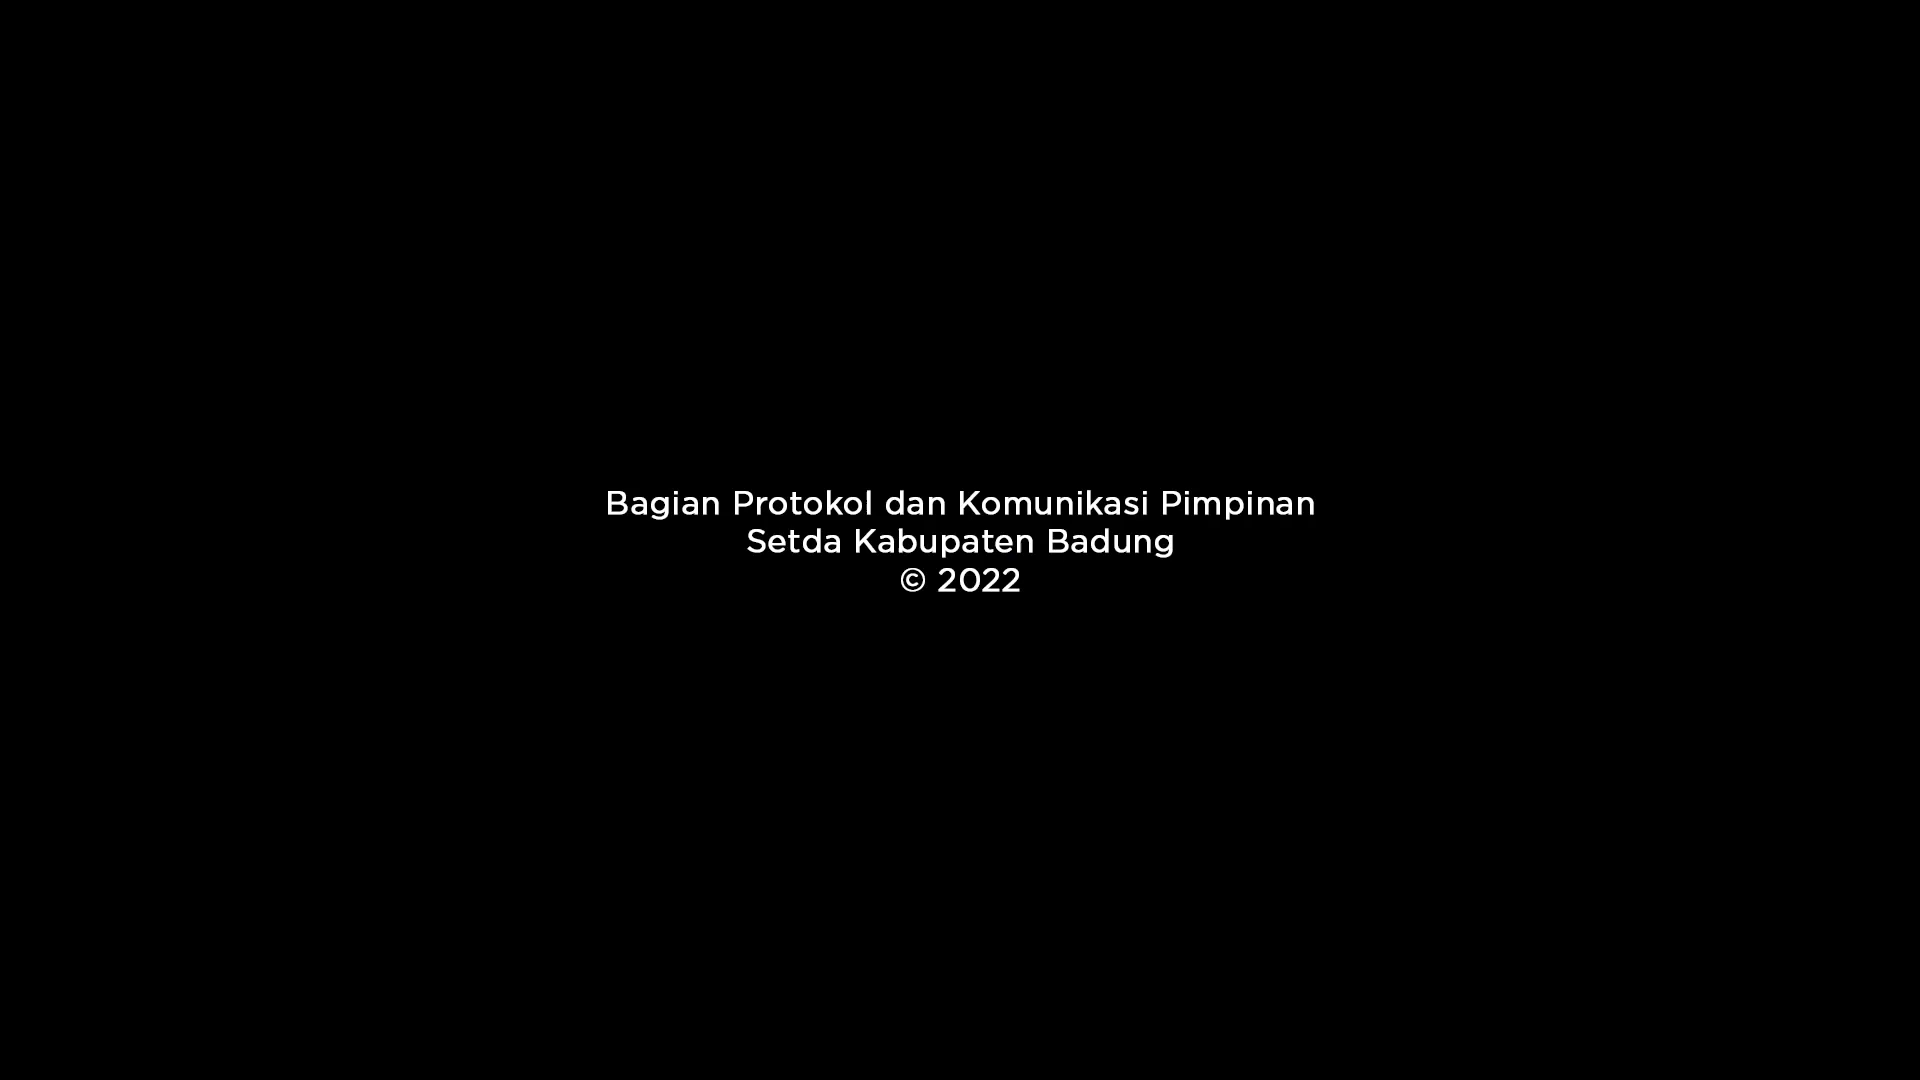 Bagian Protokol dan Komunikasi Pimpinan
Setda Kabupaten Badung
© 2022